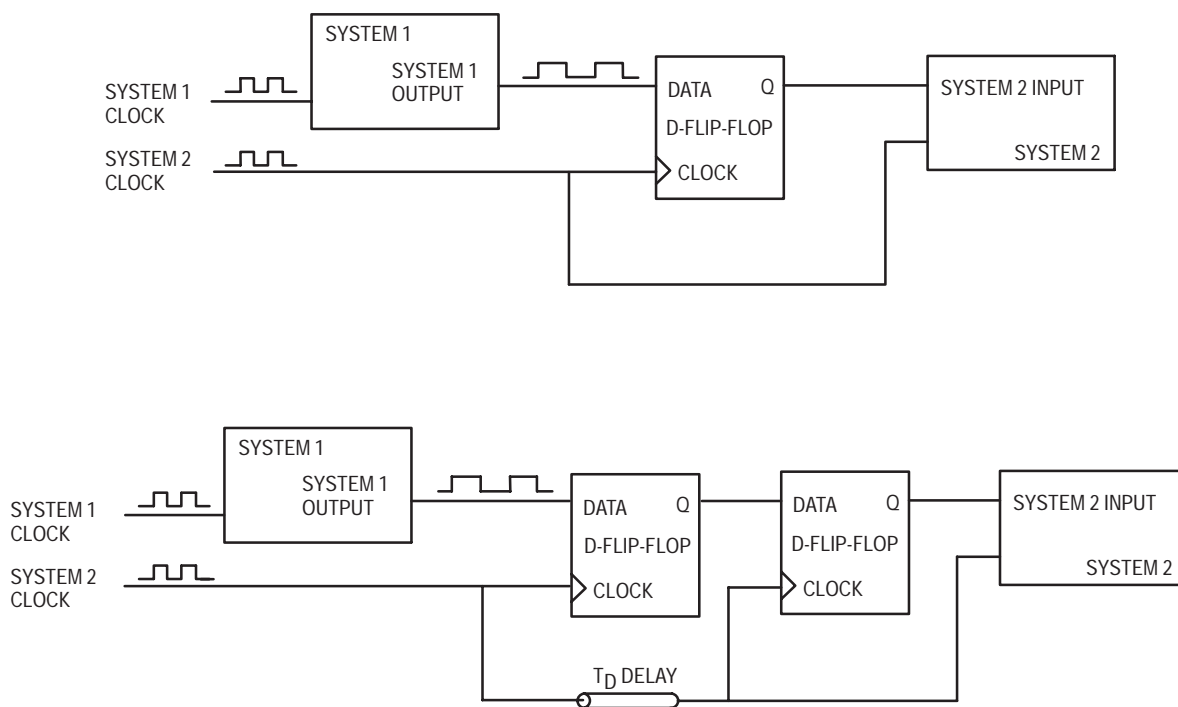 SYSTEM 1
SYSTEM 1
OUTPUT
SYSTEM 1
CLOCK
SYSTEM 2
CLOCK
DATA Q
D-FLIP-FLOP
CLOCK
SYSTEM 2 INPUT
SYSTEM 2
SYSTEM 1
SYSTEM 1
OUTPUT
SYSTEM 1
CLOCK
SYSTEM 2
CLOCK
DATA Q
D-FLIP-FLOP
CLOCK
DATA Q
D-FLIP-FLOP
CLOCK
SYSTEM 2 INPUT
SYSTEM 2
TD DELAY